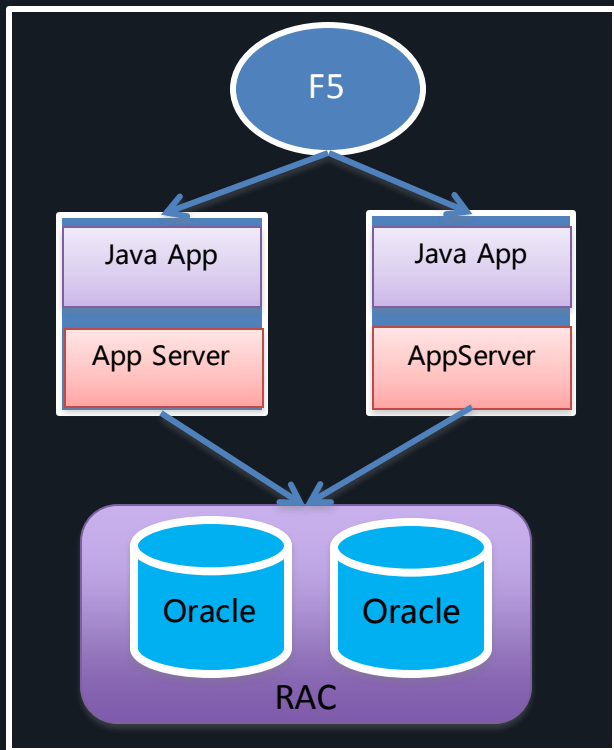 F5
Java App
Java App
App Server
AppServer
Oracle
Oracle
RAC